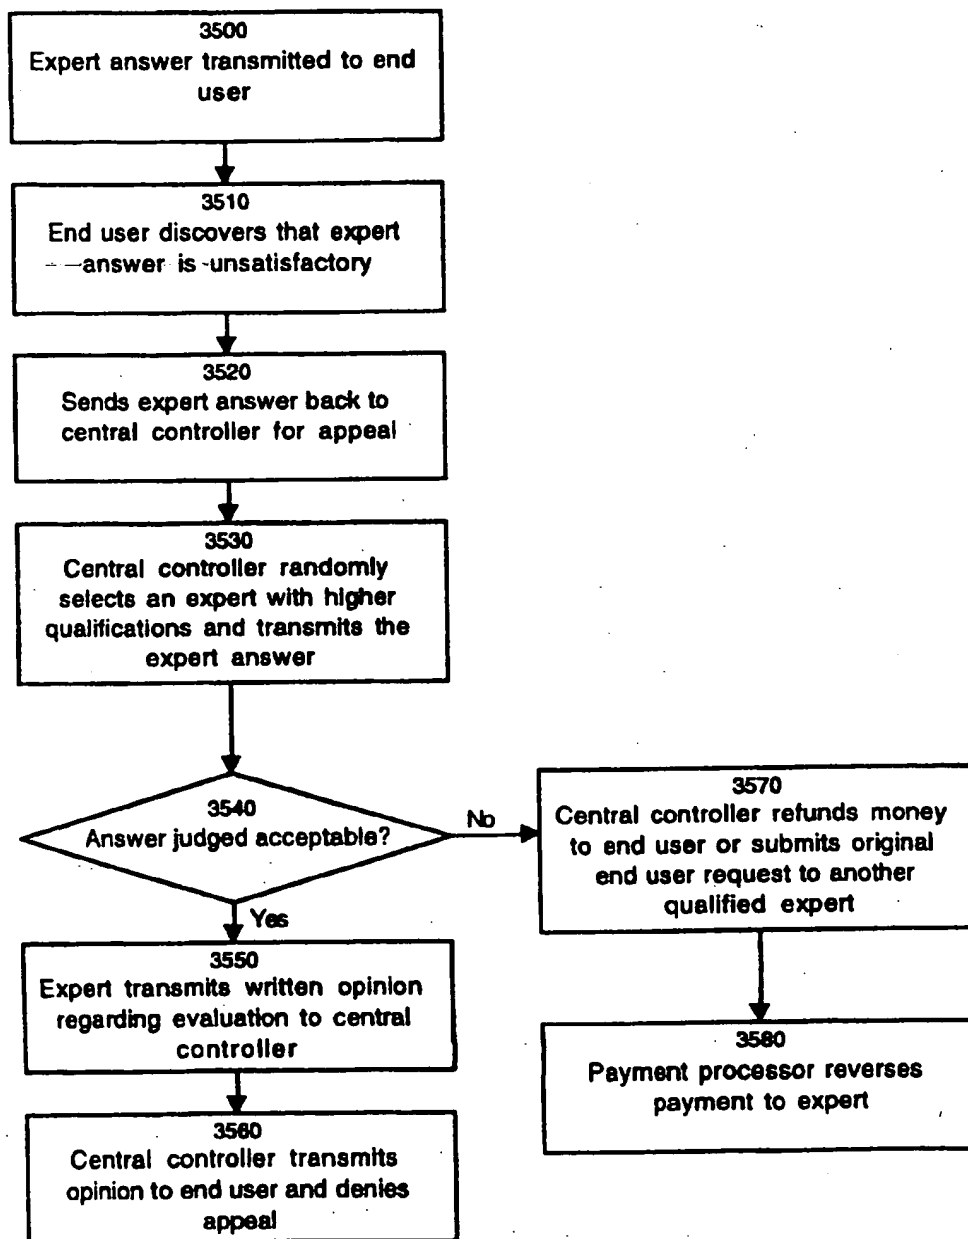 3500
Expert answer transmitted to end
user
3510
End user discovers that expert
answer is unsatisfactory
3520
Sends expert answer back to
central controller for appeal
3530
Central controller randomly
selects an expert with higher
qualifications and transmits the
expert answer
3540
Answer judged acceptable?
No
Yes
3550
Expert transmits written opinion
regarding evaluation to central
controller
3560
Central controller transmits
opinion to end user and denies
appeal
3570
Central controller refunds money
to end user or submits original
end user request to another
qualified expert
3580
Payment processor reverses
payment to expert